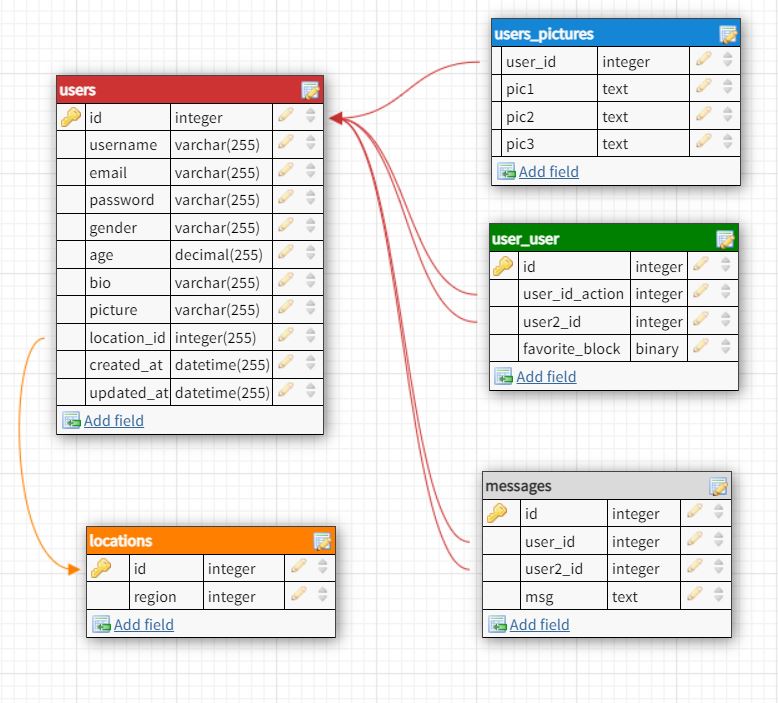 users
id integer
username varchar(255)
email varchar(255)
password varchar(255)
gender varchar(255)
age decimal(255)
bio varchar(255)
picture varchar(255)
location_id integer(255)
created_at datetime(255)
updated_at datetime(255)
Add field
locations
id integer
region integer
Add field
users_pictures
user_id integer
pic1 text
pic2 text
pic3 text
Add field
user_user
id integer
user_id_action integer
user2_id integer
favorite_block binary
Add field
messages
id integer
user_id integer
user2_id integer
msg text
Add field